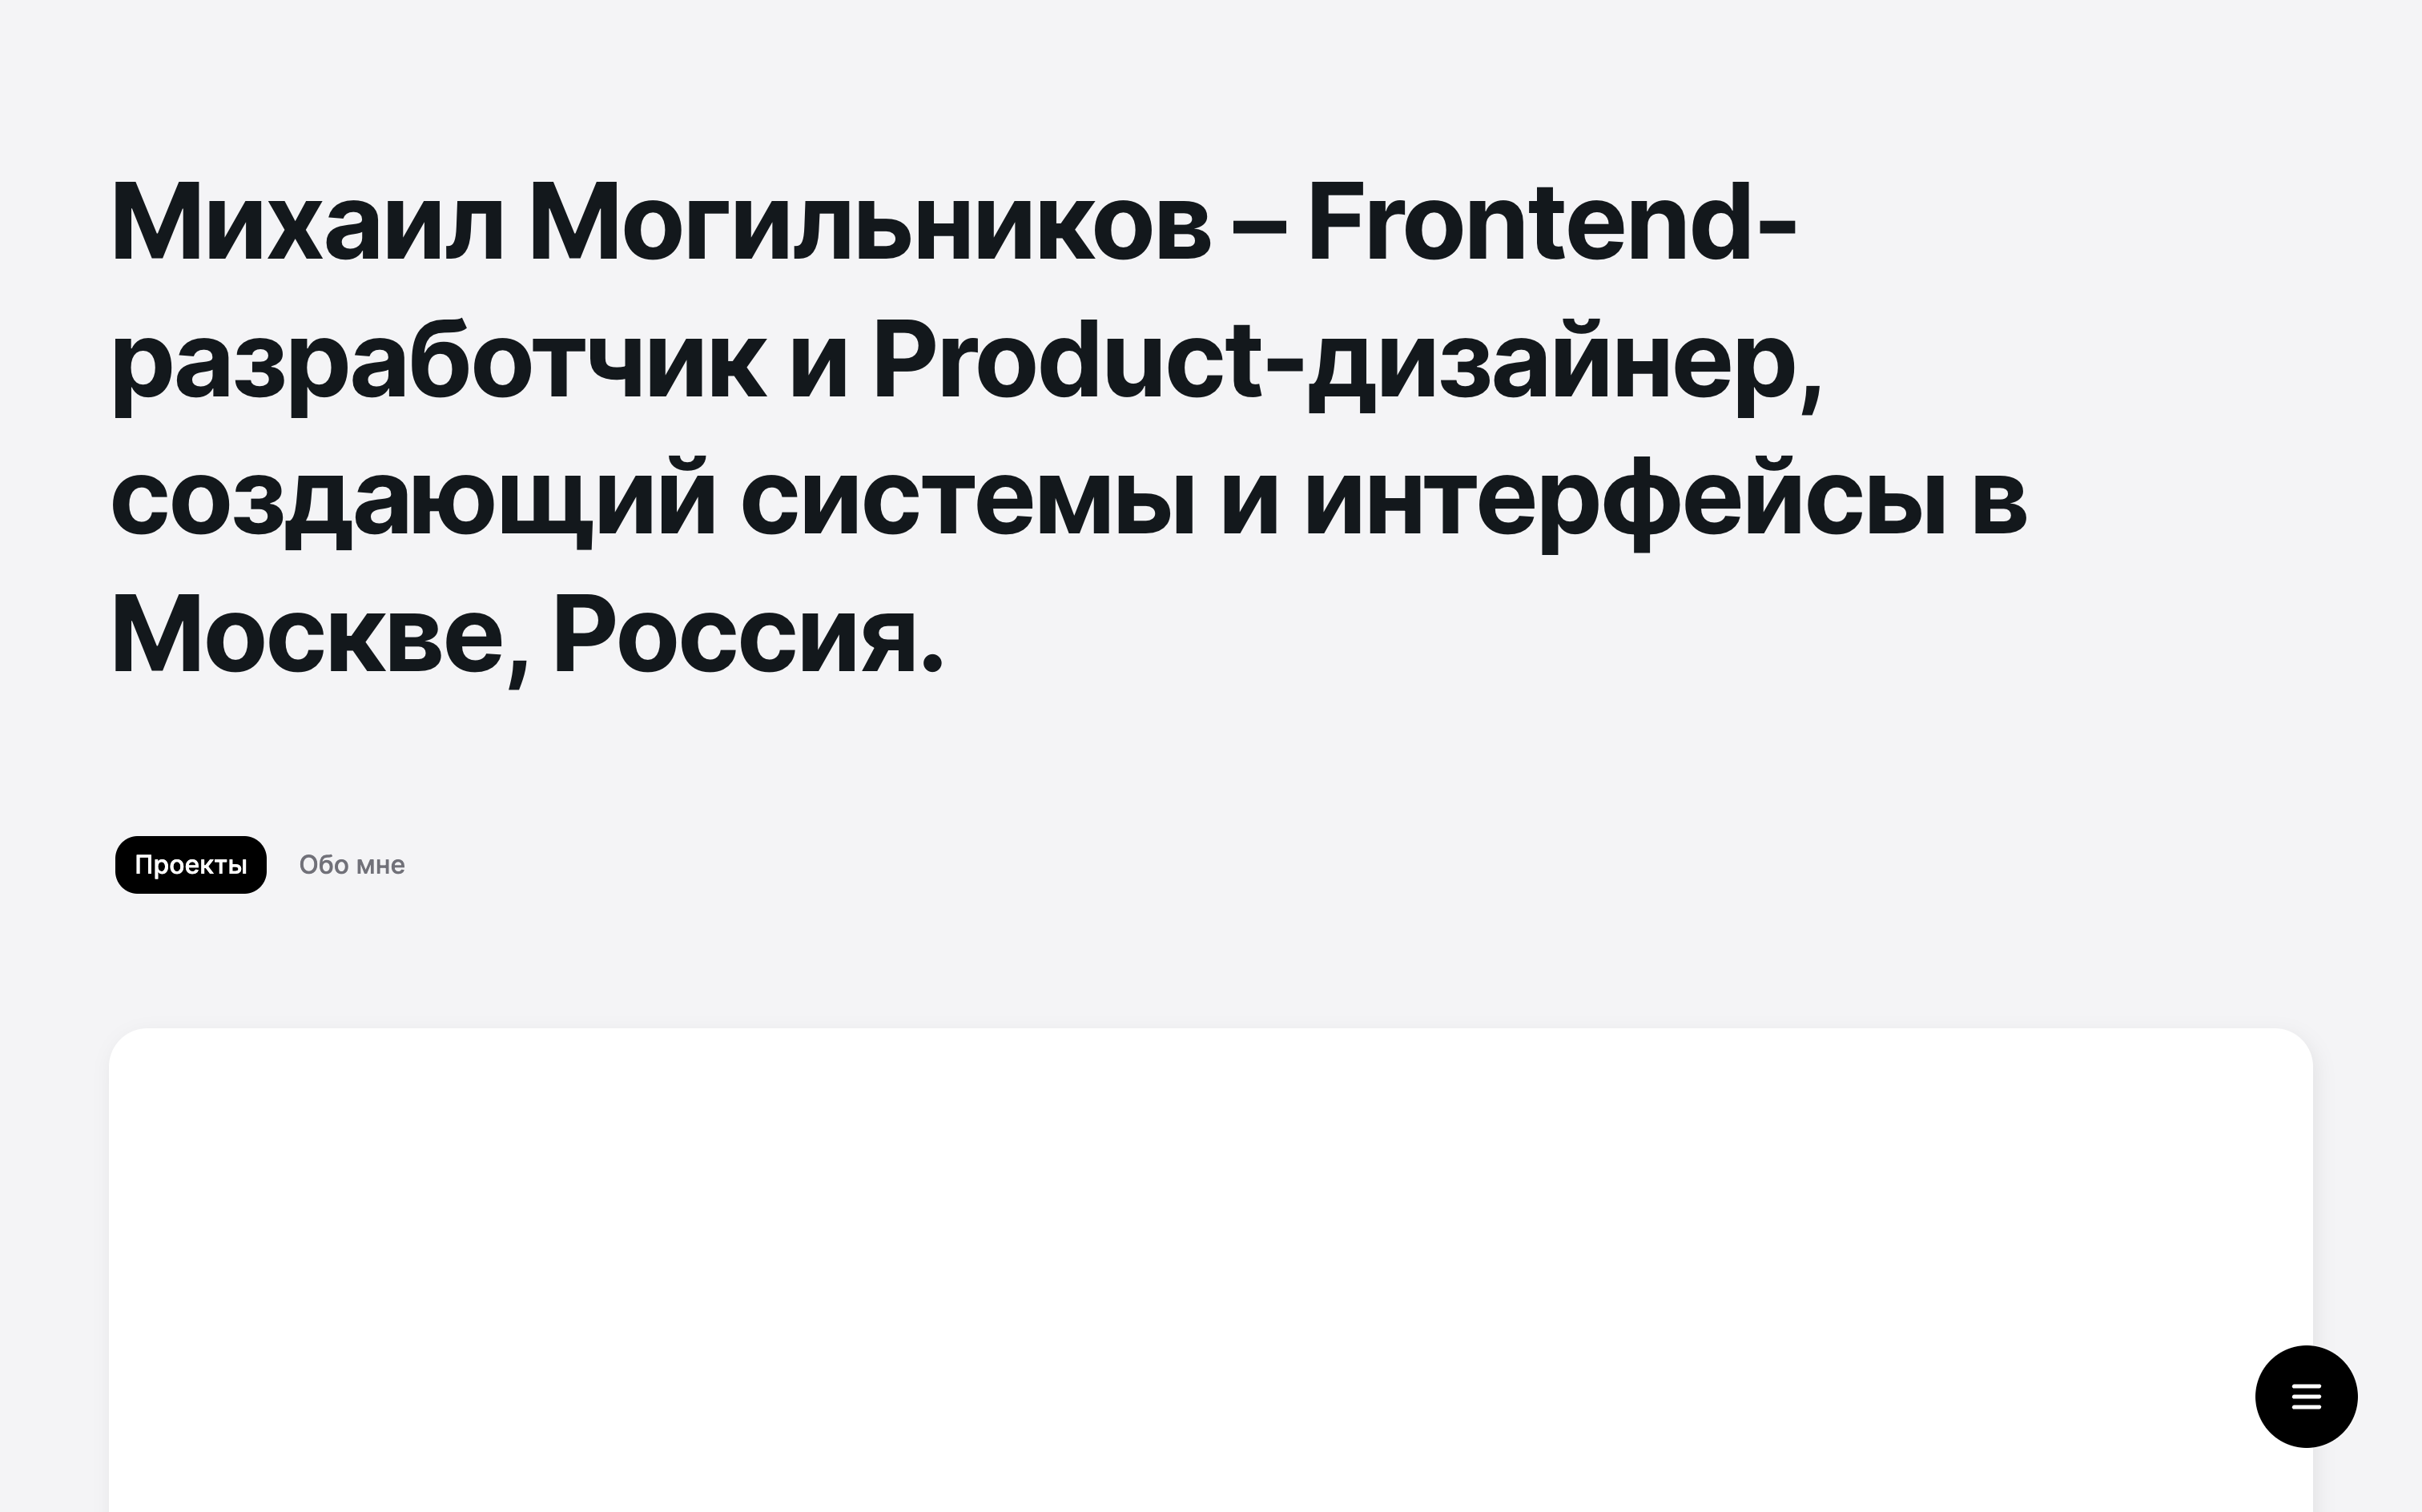 Михаил Могильников – Frontend-
разработчик и Product-дизайнер,
создающий системы и интерфейсы в
Москве, Россия.
Проекты
Обо мне